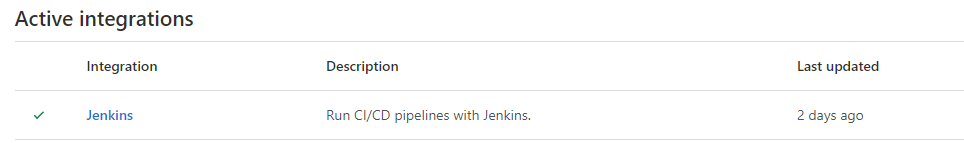 Active integrations
Integration Description Last updated
Jenkins Run CI/CD pipelines with Jenkins. 2 days ago